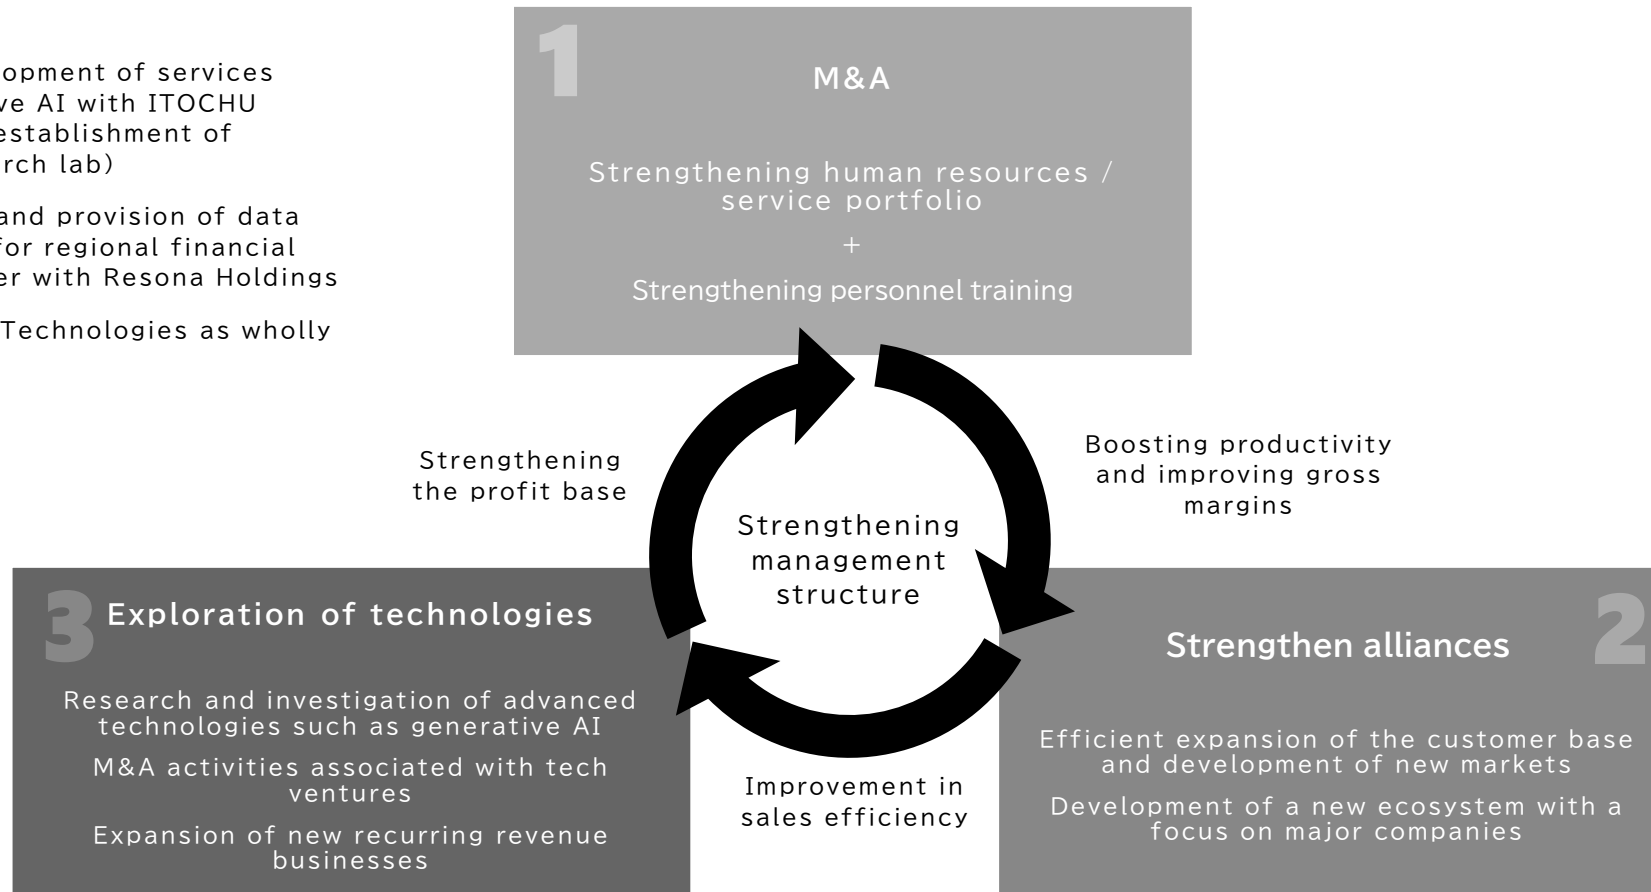 opment of services
ve AI with ITOCHU
establishment of
rch lab)
and provision of data
for regional financial
er with Resona Holdings
Technologies as wholly
1
M&A
Strengthening human resources /
service portfolio
+
Strengthening personnel training
Strengthening
the profit base
Boosting productivity
and improving gross
margins
Strengthening
management
structure
3
Exploration of technologies
Research and investigation of advanced
technologies such as generative AI
M&A activities associated with tech
ventures
Expansion of new recurring revenue
businesses
Improvement in
sales efficiency
2
Strengthen alliances
Efficient expansion of the customer base
and development of new markets
Development of a new ecosystem with a
focus on major companies